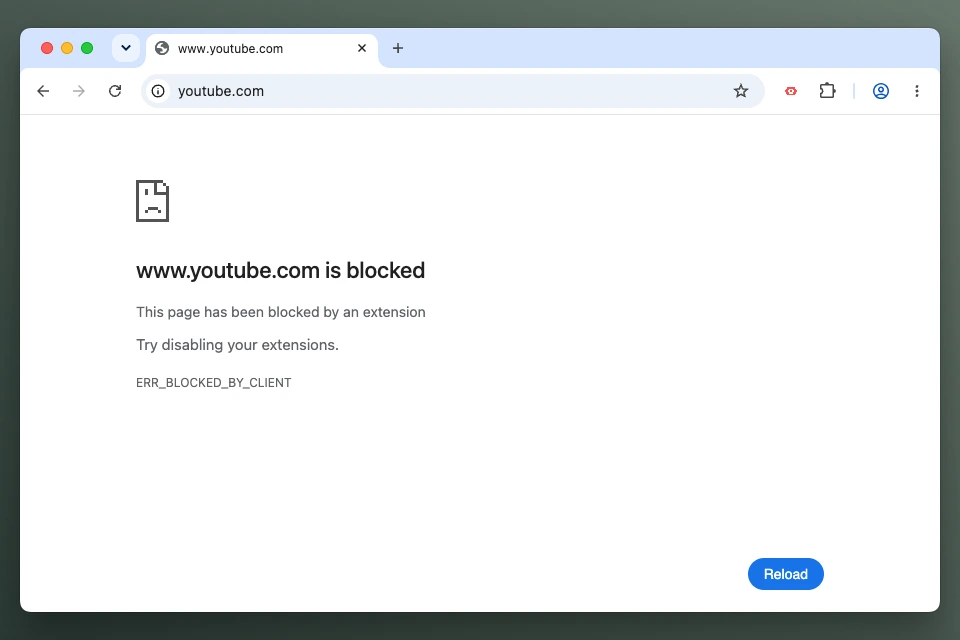 www.youtube.com
youtube.com
www.youtube.com is blocked
This page has been blocked by an extension
Try disabling your extensions.
ERR_BLOCKED_BY_CLIENT
Reload